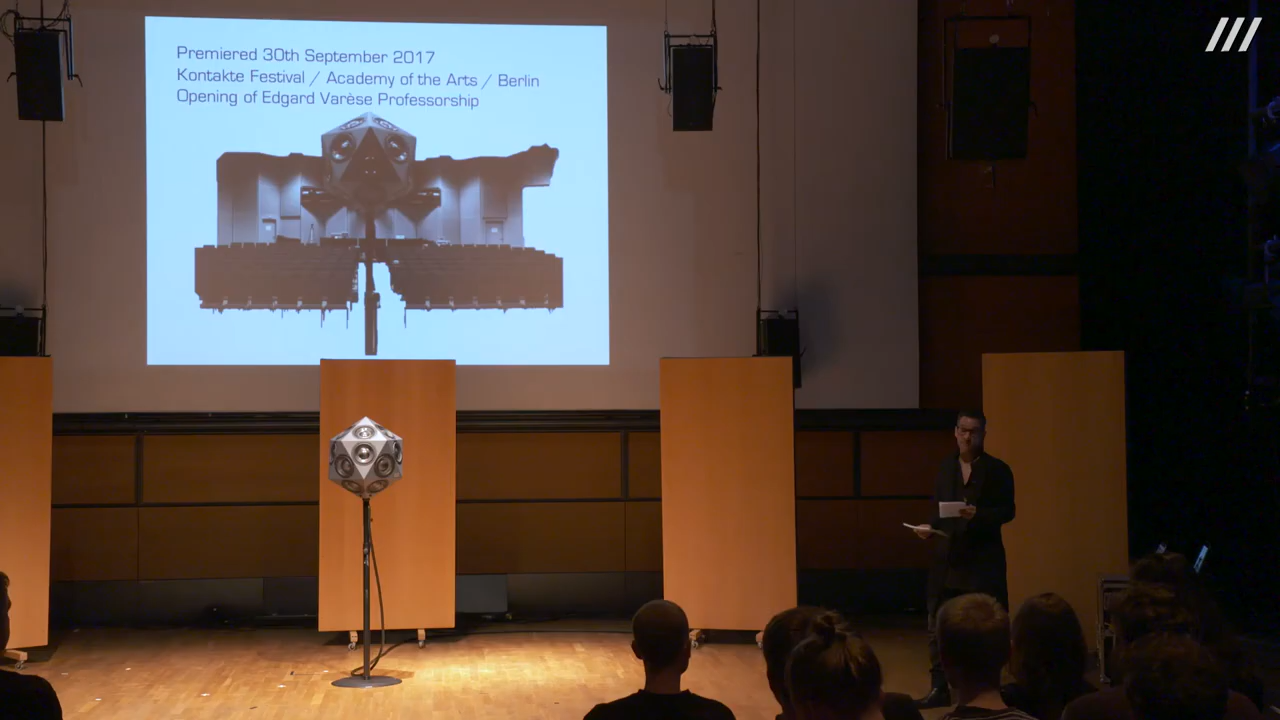 Premiered 30th September 2017
Kontakte Festival / Academy of the Arts / Berlin
Opening of Edgard Varèse Professorship